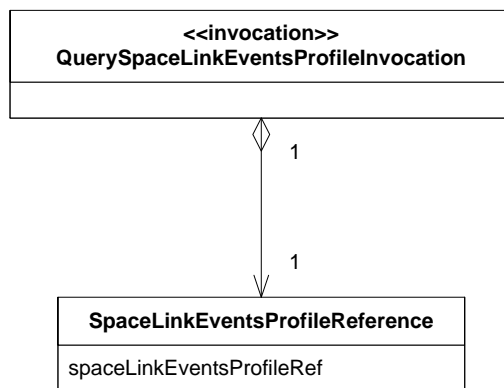 <<invocation>>
QuerySpaceLinkEventsProfileInvocation
1
1
SpaceLinkEventsProfileReference
spaceLinkEventsProfileRef